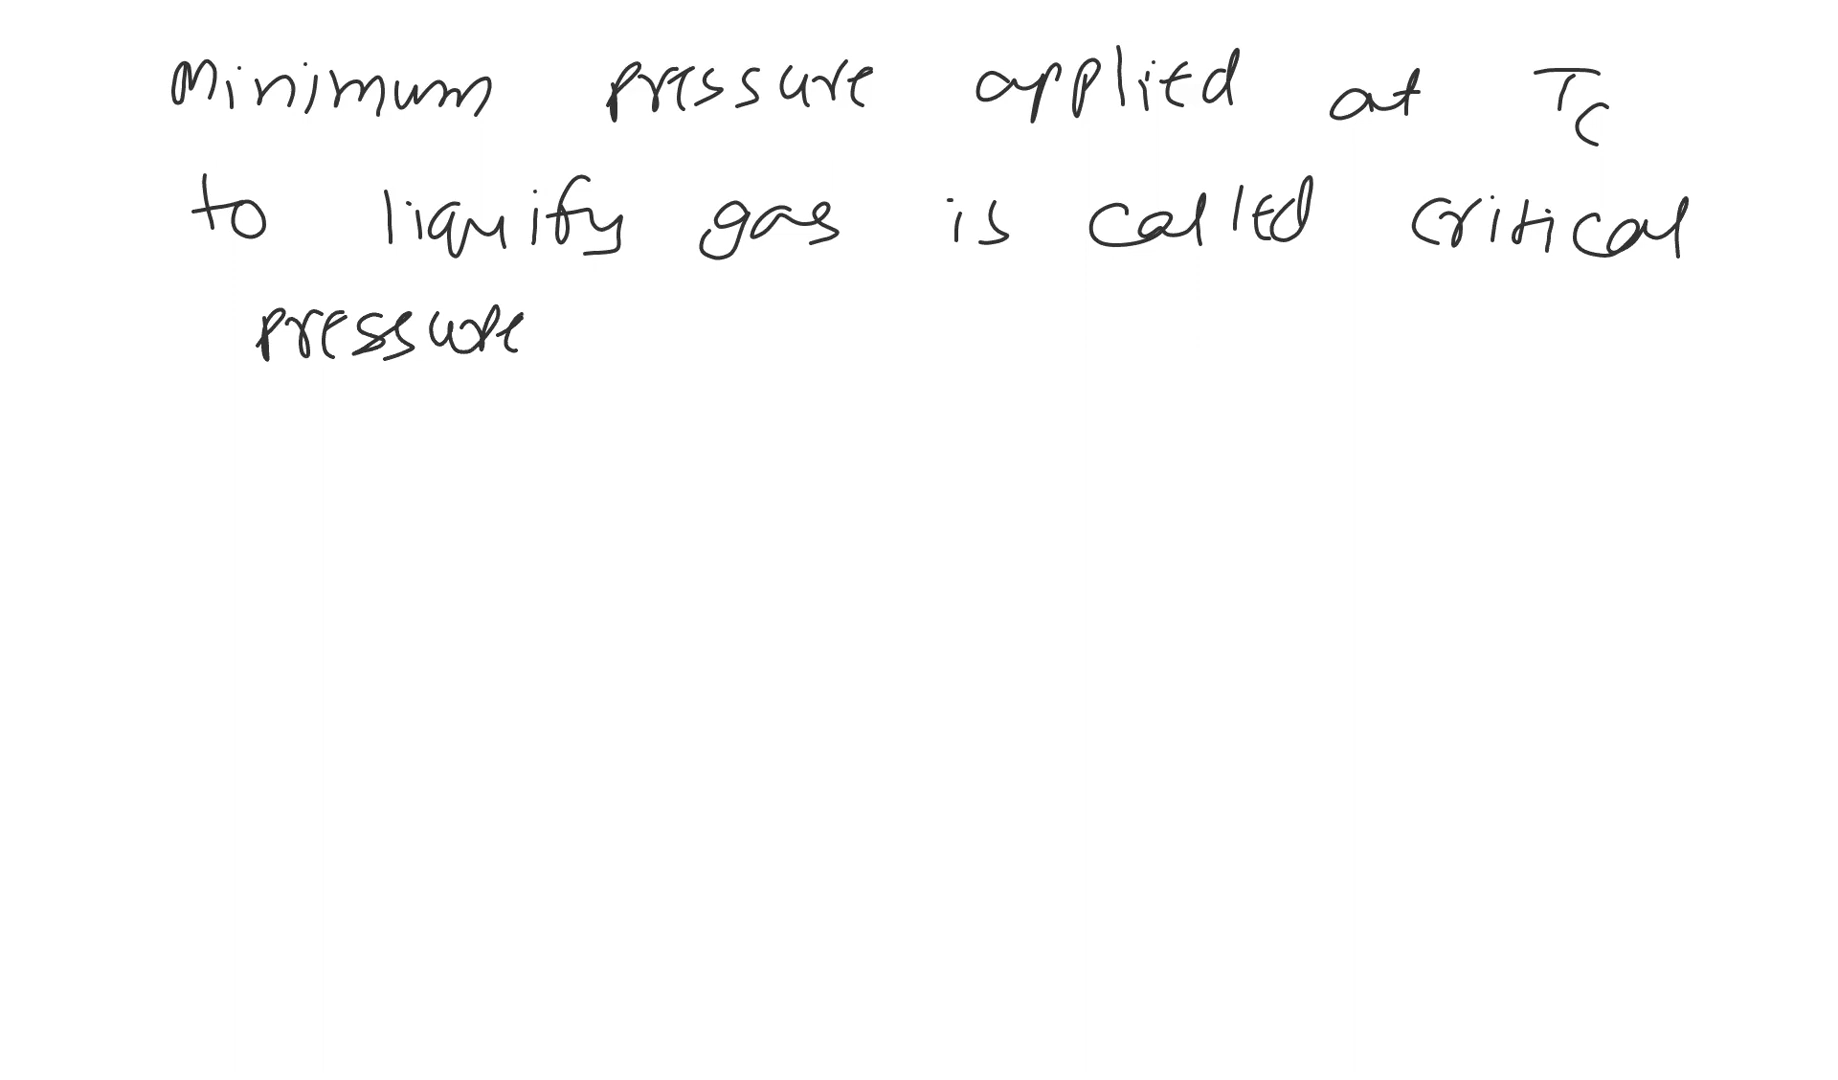 Minimum pressure applied at Tc
to liquify gas is called critical
pressure